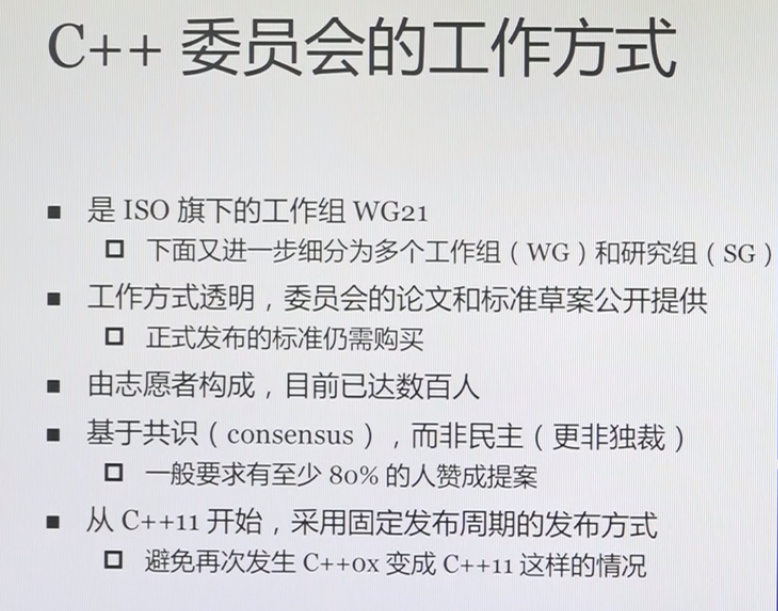 C++ 委员会的工作方式
■ 是 ISO 旗下的工作组 WG21
□ 下面又进一步细分为多个工作组（WG）和研究组（SG）
■ 工作方式透明，委员会的论文和标准草案公开提供
□ 正式发布的标准仍需购买
■ 由志愿者构成，目前已达数百人
■ 基于共识（consensus），而非民主（更非独裁）
□ 一般要求有至少 80% 的人赞成提案
■ 从 C++11 开始，采用固定发布周期的发布方式
□ 避免再次发生 C++0x 变成 C++11 这样的情况